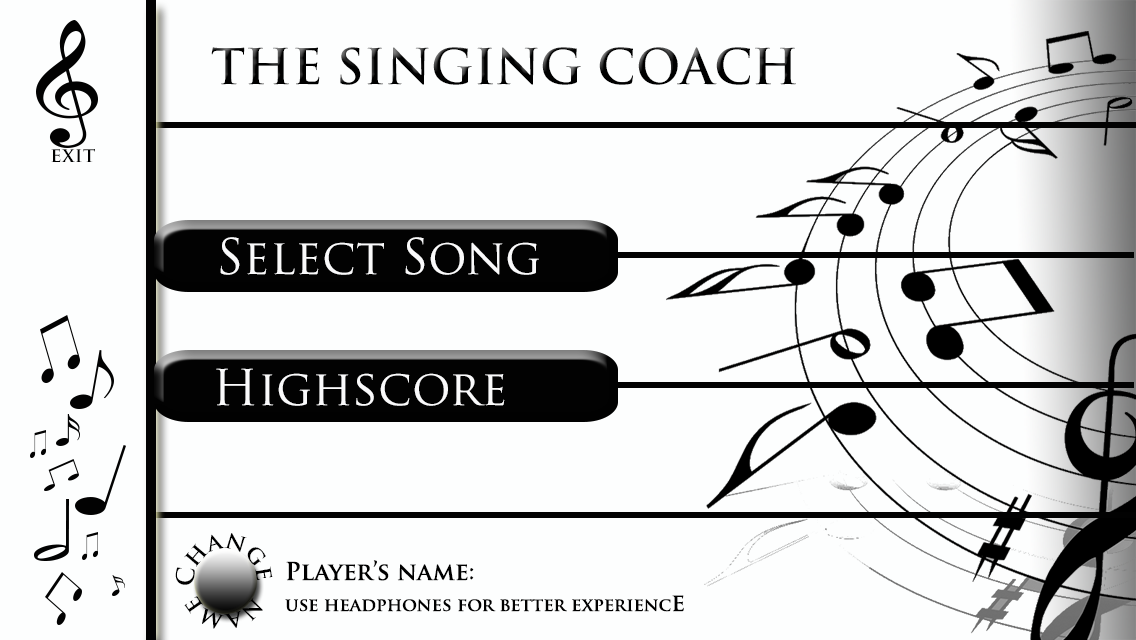 THE SINGING COACH
EXIT
SELECT SONG
HIGHSCORE
CHANGE NAME
PLAYER'S NAME:
USE HEADPHONES FOR BETTER EXPERIENCE